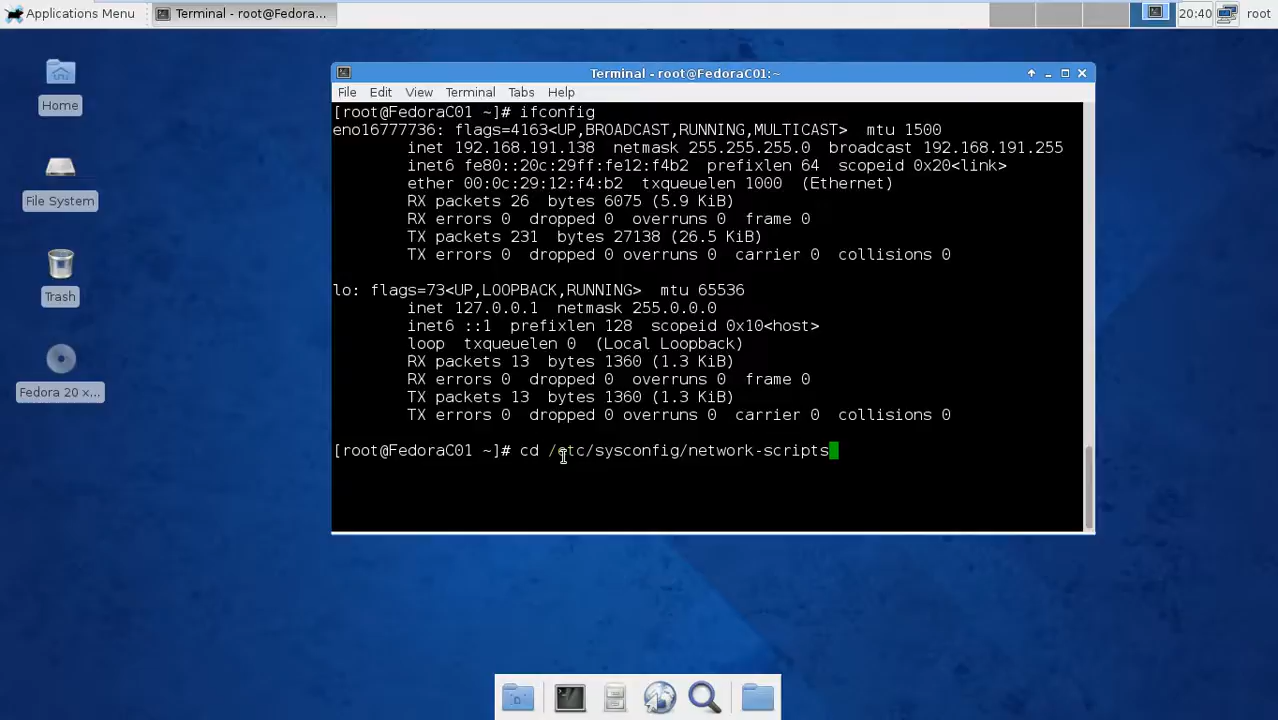 Applications Menu
Terminal - root@Fedora...
20:40
root
Home
File System
Trash
Fedora 20 x...
Terminal - root@FedoraC01:~
File Edit View Terminal Tabs Help
[root@FedoraC01 ~]# ifconfig
eno16777736: flags=4163<UP,BROADCAST,RUNNING,MULTICAST>  mtu 1500
        inet 192.168.191.138  netmask 255.255.255.0  broadcast 192.168.191.255
        inet6 fe80::20c:29ff:fe12:f4b2  prefixlen 64  scopeid 0x20<link>
        ether 00:0c:29:12:f4:b2  txqueuelen 1000  (Ethernet)
        RX packets 26  bytes 6075 (5.9 KiB)
        RX errors 0  dropped 0  overruns 0  frame 0
        TX packets 231  bytes 27138 (26.5 KiB)
        TX errors 0  dropped 0 overruns 0  carrier 0  collisions 0
lo: flags=73<UP,LOOPBACK,RUNNING>  mtu 65536
        inet 127.0.0.1  netmask 255.0.0.0
        inet6 ::1  prefixlen 128  scopeid 0x10<host>
        loop  txqueuelen 0  (Local Loopback)
        RX packets 13  bytes 1360 (1.3 KiB)
        RX errors 0  dropped 0  overruns 0  frame 0
        TX packets 13  bytes 1360 (1.3 KiB)
        TX errors 0  dropped 0 overruns 0  carrier 0  collisions 0
[root@FedoraC01 ~]# cd /etc/sysconfig/network-scripts